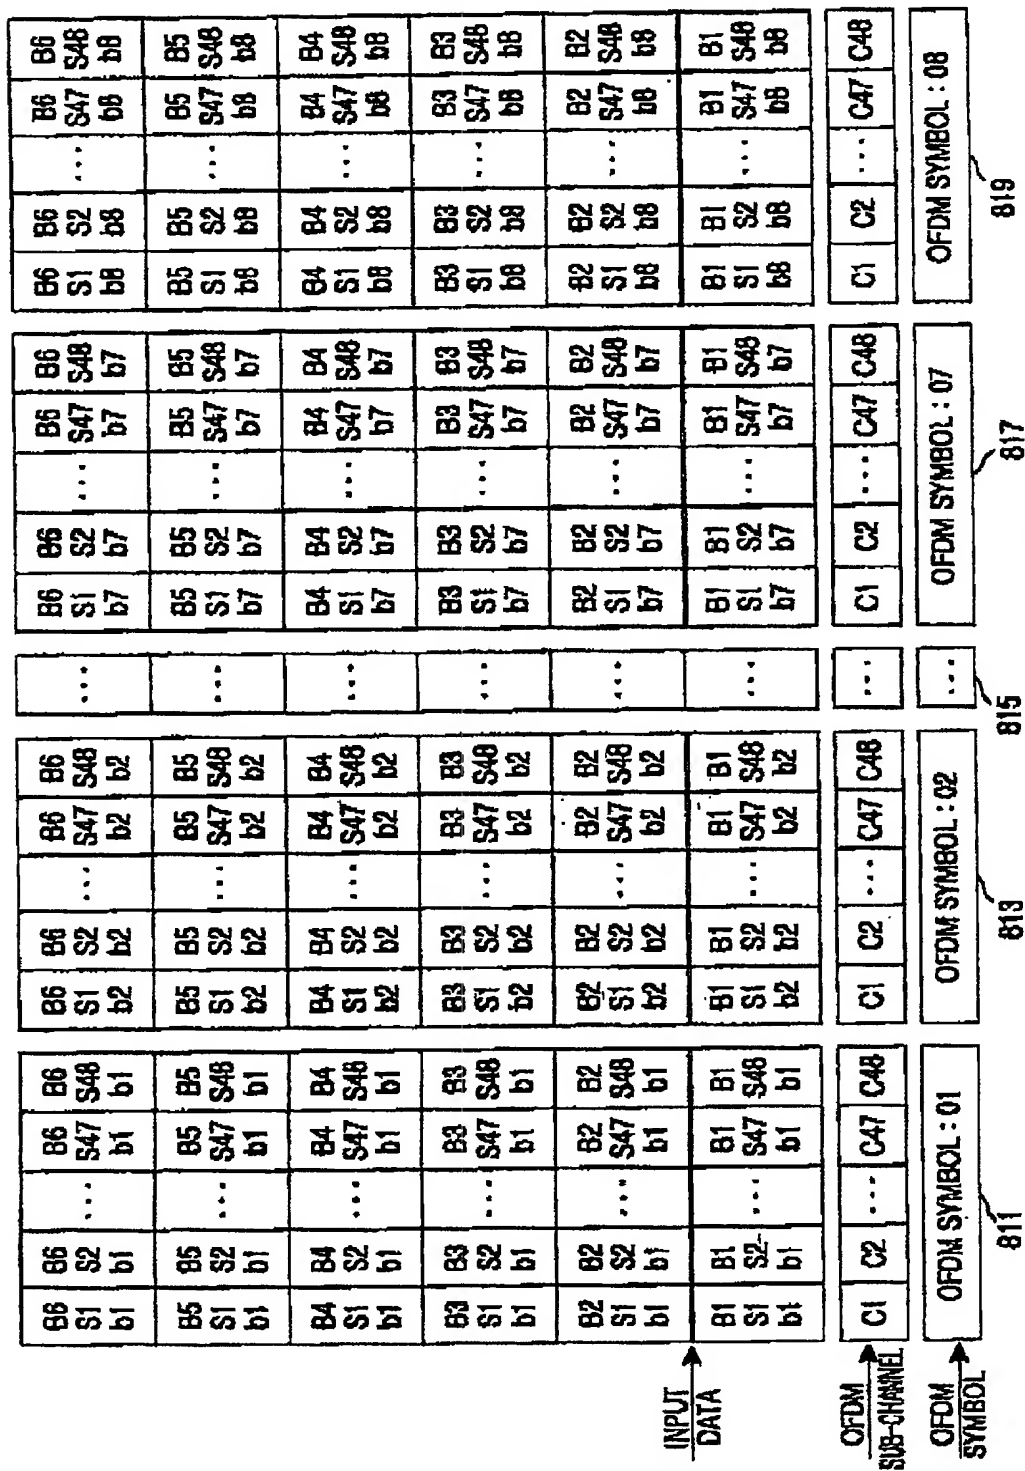 B6 B6 B6 B6 B6 B6 B6 B6 B6 B6 B6 B6 B6 B6 B6 B6
S1 S2 ... S47 S48 S1 S2 ... S47 S48 ... S1 S2 ... S47 S48 S1 S2 ... S47 S48
b1 b1 b1 b1 b2 b2 b2 b2 b7 b7 b7 b7 b8 b8 b8 b8
B5 B5 B5 B5 B5 B5 B5 B5 B5 B5 B5 B5 B5 B5 B5 B5
S1 S2 ... S47 S48 S1 S2 ... S47 S48 ... S1 S2 ... S47 S48 S1 S2 ... S47 S48
b1 b1 b1 b1 b2 b2 b2 b2 b7 b7 b7 b7 b8 b8 b8 b8
B4 B4 B4 B4 B4 B4 B4 B4 B4 B4 B4 B4 B4 B4 B4 B4
S1 S2 ... S47 S48 S1 S2 ... S47 S48 ... S1 S2 ... S47 S48 S1 S2 ... S47 S48
b1 b1 b1 b1 b2 b2 b2 b2 b7 b7 b7 b7 b8 b8 b8 b8
B3 B3 B3 B3 B3 B3 B3 B3 B3 B3 B3 B3 B3 B3 B3 B3
S1 S2 ... S47 S48 S1 S2 ... S47 S48 ... S1 S2 ... S47 S48 S1 S2 ... S47 S48
b1 b1 b1 b1 b2 b2 b2 b2 b7 b7 b7 b7 b8 b8 b8 b8
B2 B2 B2 B2 B2 B2 B2 B2 B2 B2 B2 B2 B2 B2 B2 B2
S1 S2 ... S47 S48 S1 S2 ... S47 S48 ... S1 S2 ... S47 S48 S1 S2 ... S47 S48
b1 b1 b1 b1 b2 b2 b2 b2 b7 b7 b7 b7 b8 b8 b8 b8
INPUT
DATA
B1 B1 B1 B1 B1 B1 B1 B1 B1 B1 B1 B1 B1 B1 B1 B1
S1 S2 ... S47 S48 S1 S2 ... S47 S48 ... S1 S2 ... S47 S48 S1 S2 ... S47 S48
b1 b1 b1 b1 b2 b2 b2 b2 b7 b7 b7 b7 b8 b8 b8 b8
OFDM
SUB-CHANNEL
C1 C2 ... C47 C48 C1 C2 ... C47 C48 ... C1 C2 ... C47 C48 C1 C2 ... C47 C48
OFDM
SYMBOL
OFDM SYMBOL : 01 OFDM SYMBOL : 02 ... OFDM SYMBOL : 07 OFDM SYMBOL : 08
811 813 815 817 819